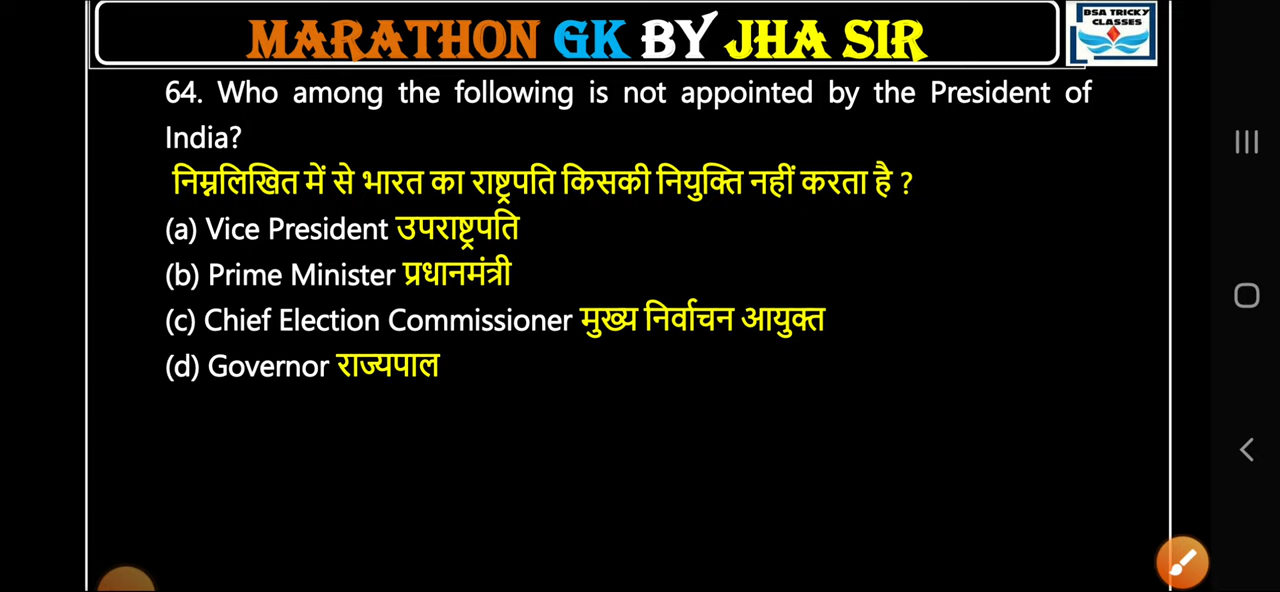 MARATHON GK BY JHA SIR
BSA TRICKY
CLASSES
64. Who among the following is not appointed by the President of
India?
निम्नलिखित में से भारत का राष्ट्रपति किसकी नियुक्ति नहीं करता है ?
(a) Vice President उपराष्ट्रपति
(b) Prime Minister प्रधानमंत्री
(c) Chief Election Commissioner मुख्य निर्वाचन आयुक्त
(d) Governor राज्यपाल